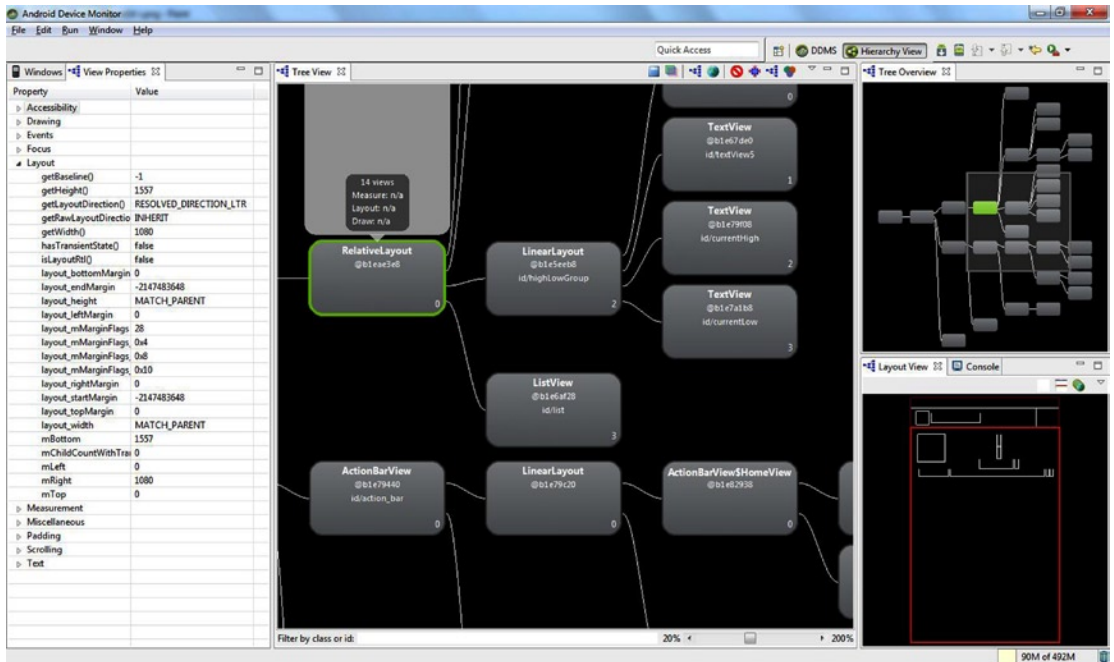 Android Device Monitor
File Edit Run Window Help
Quick Access
DDMS
Hierarchy View
Windows
View Properties
Property Value
Accessibility
Drawing
Events
Focus
Layout
getBaseline() -1
getHeight() 1557
getLayoutDirection() RESOLVED_DIRECTION_LTR
getRawLayoutDirectio INHERIT
getWidth() 1080
hasTransientState() false
isLayoutRtl() false
layout_bottomMargin 0
layout_endMargin -2147483648
layout_height MATCH_PARENT
layout_leftMargin 0
layout_mMarginFlags 28
layout_mMarginFlags_ 0x4
layout_mMarginFlags_ 0x8
layout_mMarginFlags_ 0x10
layout_rightMargin 0
layout_startMargin -2147483648
layout_topMargin 0
layout_width MATCH_PARENT
mBottom 1557
mChildCountWithTrai 0
mLeft 0
mRight 1080
mTop 0
Measurement
Miscellaneous
Padding
Scrolling
Text
Tree View
0
TextView
@b1e67de0
id/textView5
1
14 views
Measure: n/a
Layout: n/a
Draw: n/a
TextView
@b1e79f08
id/currentHigh
2
RelativeLayout
@b1eae3e8
0
LinearLayout
@b1e5eeb8
id/highLowGroup
2
TextView
@b1e7a1b8
id/currentLow
3
ListView
@b1e6af28
id/list
3
ActionBarView
@b1e79440
id/action_bar
0
LinearLayout
@b1e79c20
0
ActionBarView$HomeView
@b1e82938
0
Filter by class or id:
20% 200%
Tree Overview
Layout View
Console
90M of 492M